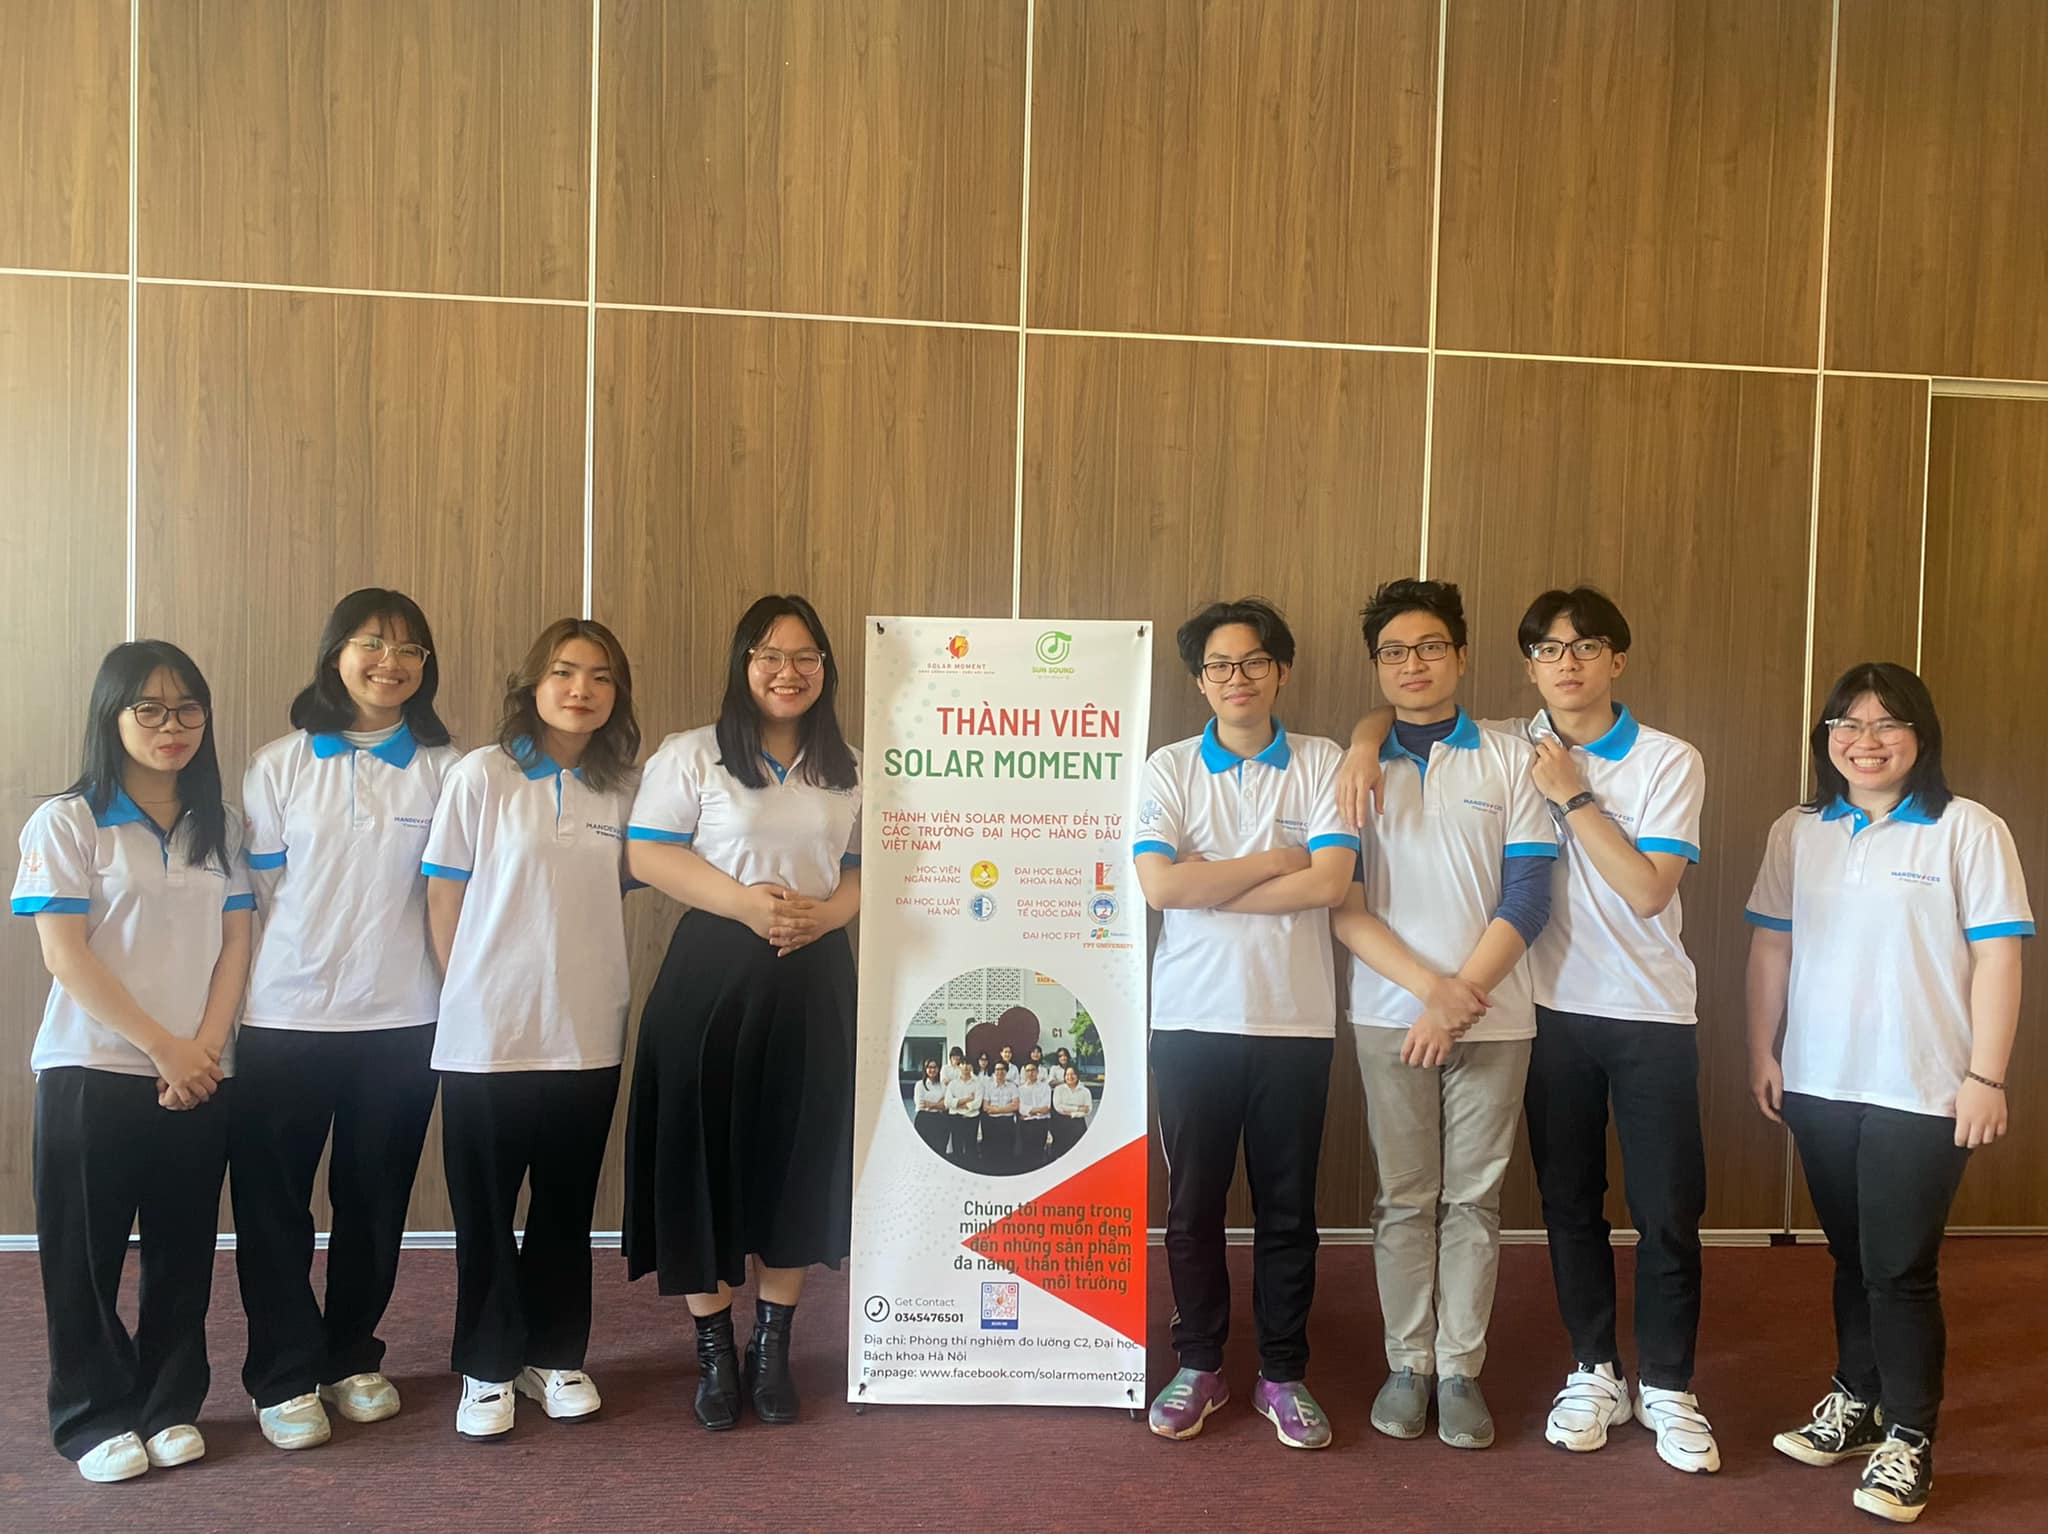 SOLAR MOMENT
SUN SOUND
THÀNH VIÊN
SOLAR MOMENT
THÀNH VIÊN SOLAR MOMENT ĐẾN TỪ
CÁC TRƯỜNG ĐẠI HỌC HÀNG ĐẦU
VIỆT NAM
HỌC VIỆN
NGÂN HÀNG
ĐẠI HỌC BÁCH
KHOA HÀ NỘI
ĐẠI HỌC LUẬT
HÀ NỘI
ĐẠI HỌC KINH
TẾ QUỐC DÂN
ĐẠI HỌC FPT
FPT UNIVERSITY
C1
Chúng tôi mang trong
mình mong muốn đem
đến những sản phẩm
đa năng, thân thiện với
môi trường
Get Contact
0345476501
Địa chỉ: Phòng thí nghiệm đo lường C2, Đại học
Bách khoa Hà Nội
Fanpage: www.facebook.com/solarmoment2022
MANDEVICES
MANDEVICES
MANDEVICES